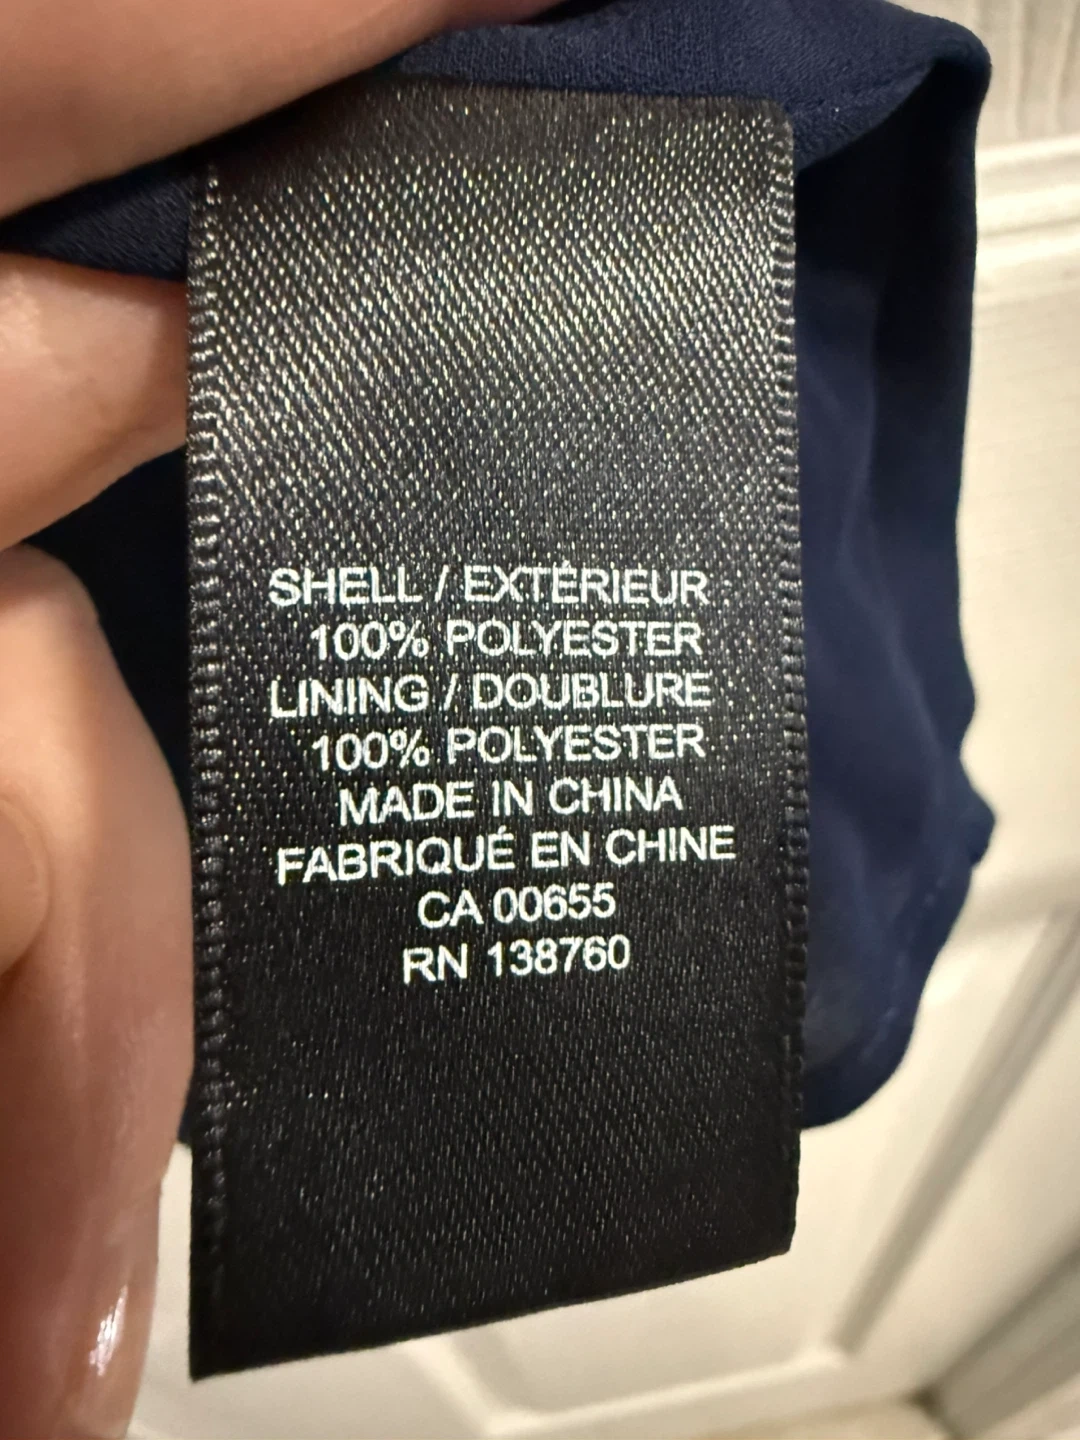 SHELL / EXTÉRIEUR
100% POLYESTER
LINING / DOUBLURE
100% POLYESTER
MADE IN CHINA
FABRIQUÉ EN CHINE
CA 00655
RN 138760